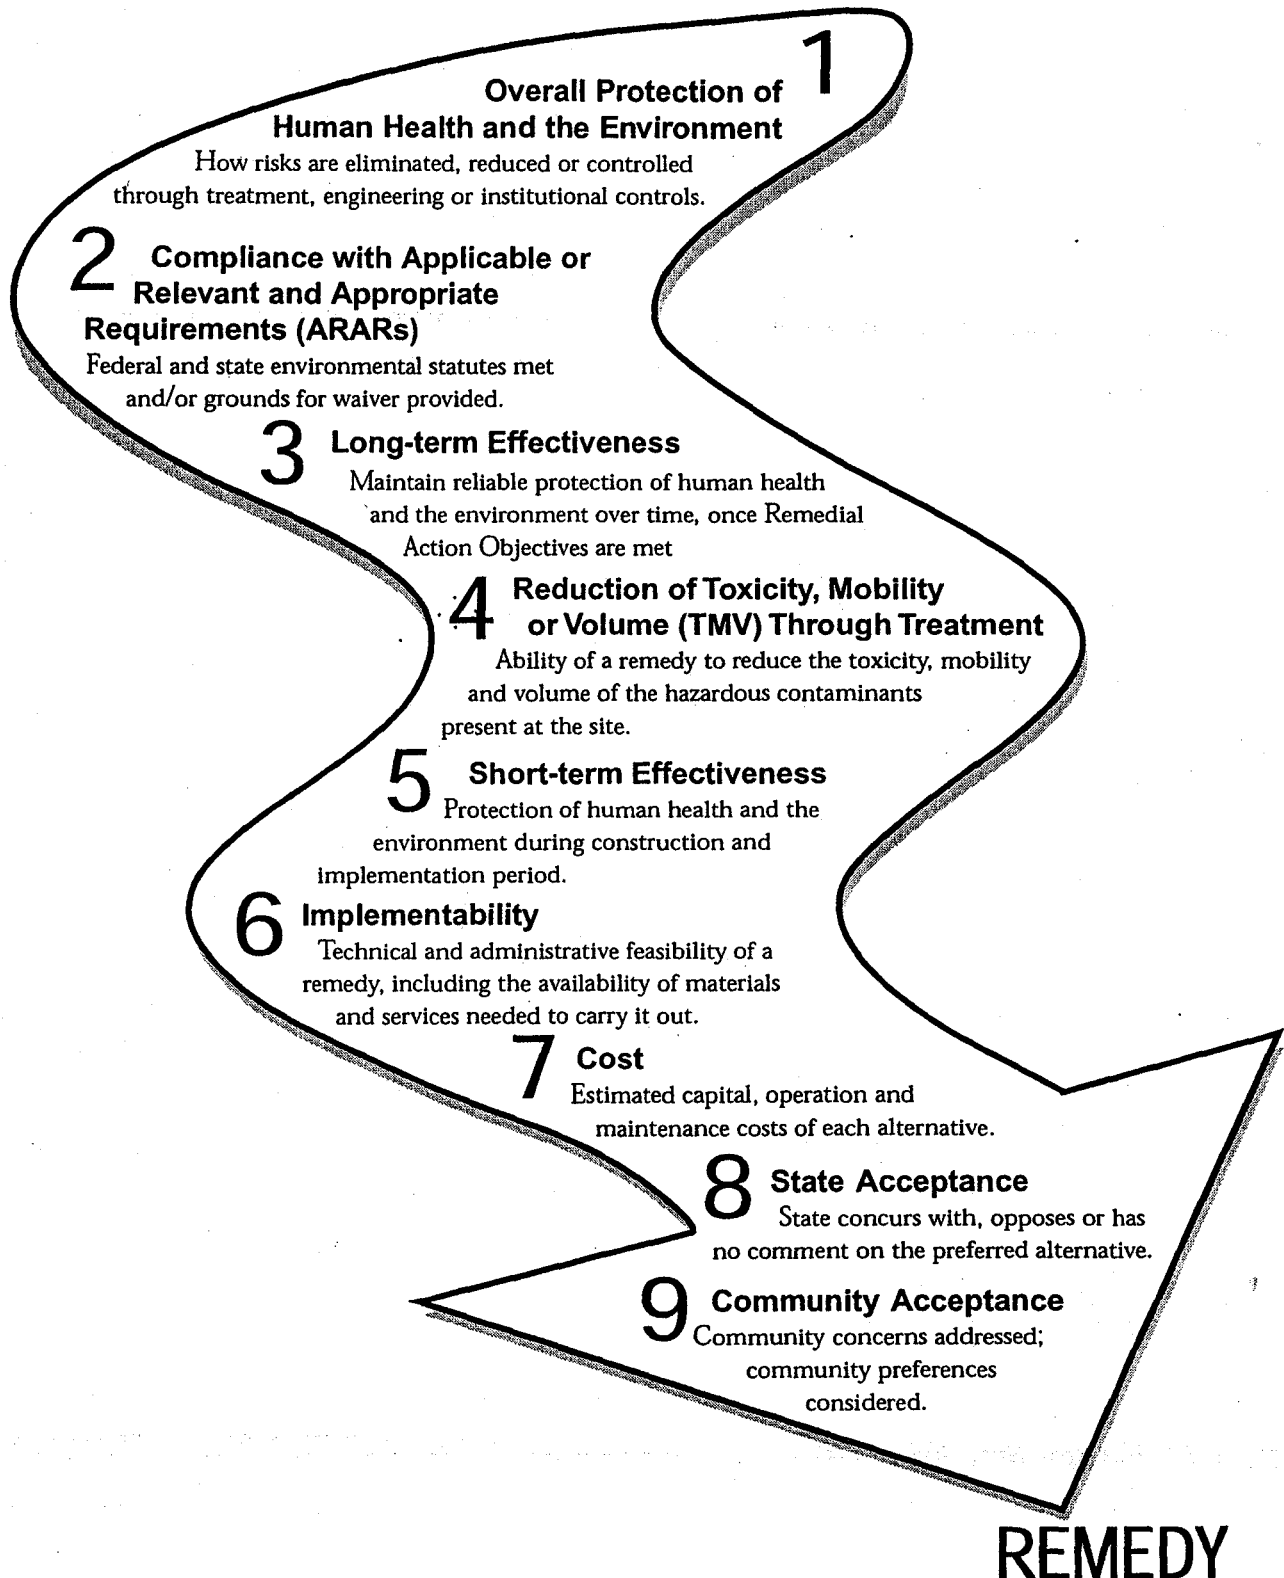 1
Overall Protection of
Human Health and the Environment
How risks are eliminated, reduced or controlled
through treatment, engineering or institutional controls.
2
Compliance with Applicable or
Relevant and Appropriate
Requirements (ARARs)
Federal and state environmental statutes met
and/or grounds for waiver provided.
3
Long-term Effectiveness
Maintain reliable protection of human health
and the environment over time, once Remedial
Action Objectives are met
4
Reduction of Toxicity, Mobility
or Volume (TMV) Through Treatment
Ability of a remedy to reduce the toxicity, mobility
and volume of the hazardous contaminants
present at the site.
5
Short-term Effectiveness
Protection of human health and the
environment during construction and
implementation period.
6
Implementability
Technical and administrative feasibility of a
remedy, including the availability of materials
and services needed to carry it out.
7
Cost
Estimated capital, operation and
maintenance costs of each alternative.
8
State Acceptance
State concurs with, opposes or has
no comment on the preferred alternative.
9
Community Acceptance
Community concerns addressed;
community preferences
considered.
REMEDY